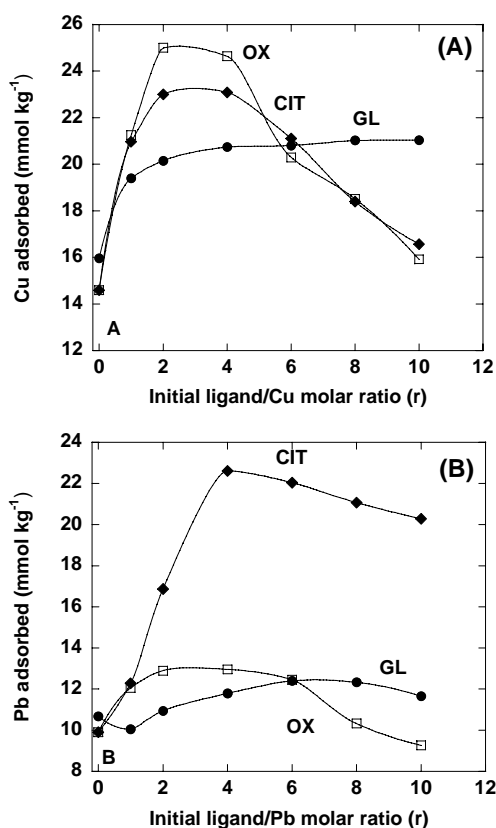 (A)
OX
CIT
GL
A
Cu adsorbed (mmol kg⁻¹)
26
24
22
20
18
16
14
12
0 2 4 6 8 10 12
Initial ligand/Cu molar ratio (r)
(B)
CIT
GL
OX
B
Pb adsorbed (mmol kg⁻¹)
24
22
20
18
16
14
12
10
8
0 2 4 6 8 10 12
Initial ligand/Pb molar ratio (r)